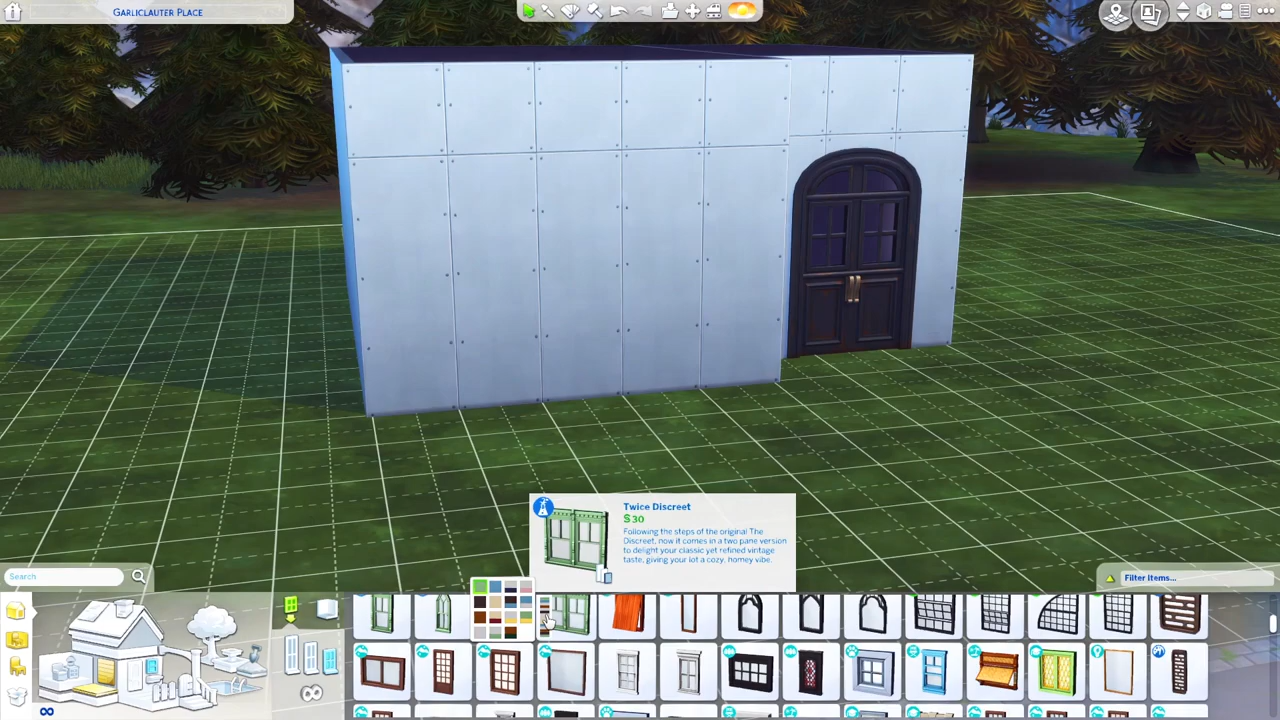 Garliclauter Place
Twice Discreet
§30
Following the steps of the original The
Discreet, now it comes in a two pane version
to delight your classic yet refined vintage
taste, giving your lot a cozy, homey vibe.
Search
Filter Items...